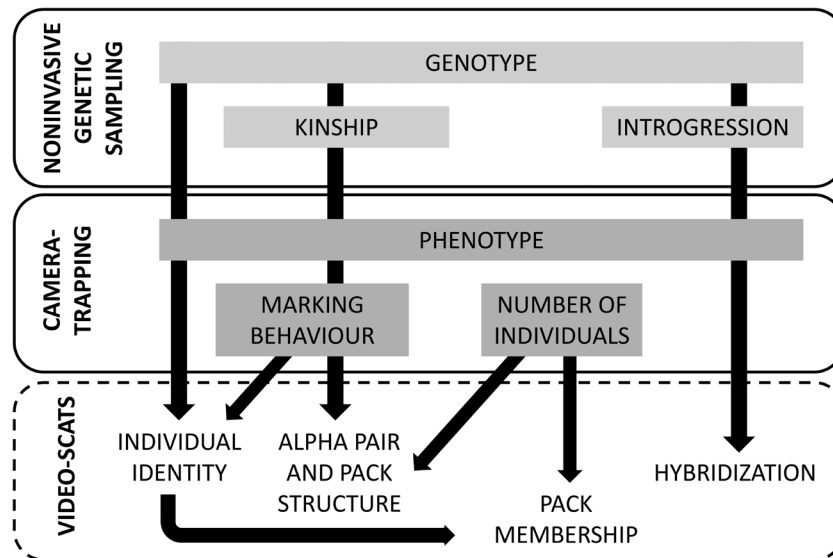 NONINVASIVE
GENETIC
SAMPLING
GENOTYPE
KINSHIP
INTROGRESSION
CAMERA-
TRAPPING
PHENOTYPE
MARKING
BEHAVIOUR
NUMBER OF
INDIVIDUALS
VIDEO-SCATS
INDIVIDUAL
IDENTITY
ALPHA PAIR
AND PACK
STRUCTURE
PACK
MEMBERSHIP
HYBRIDIZATION